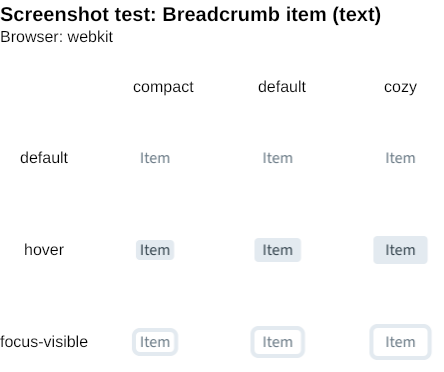 Screenshot test: Breadcrumb item (text)
Browser: webkit
compact default cozy
default Item Item Item
hover Item Item Item
focus-visible Item Item Item